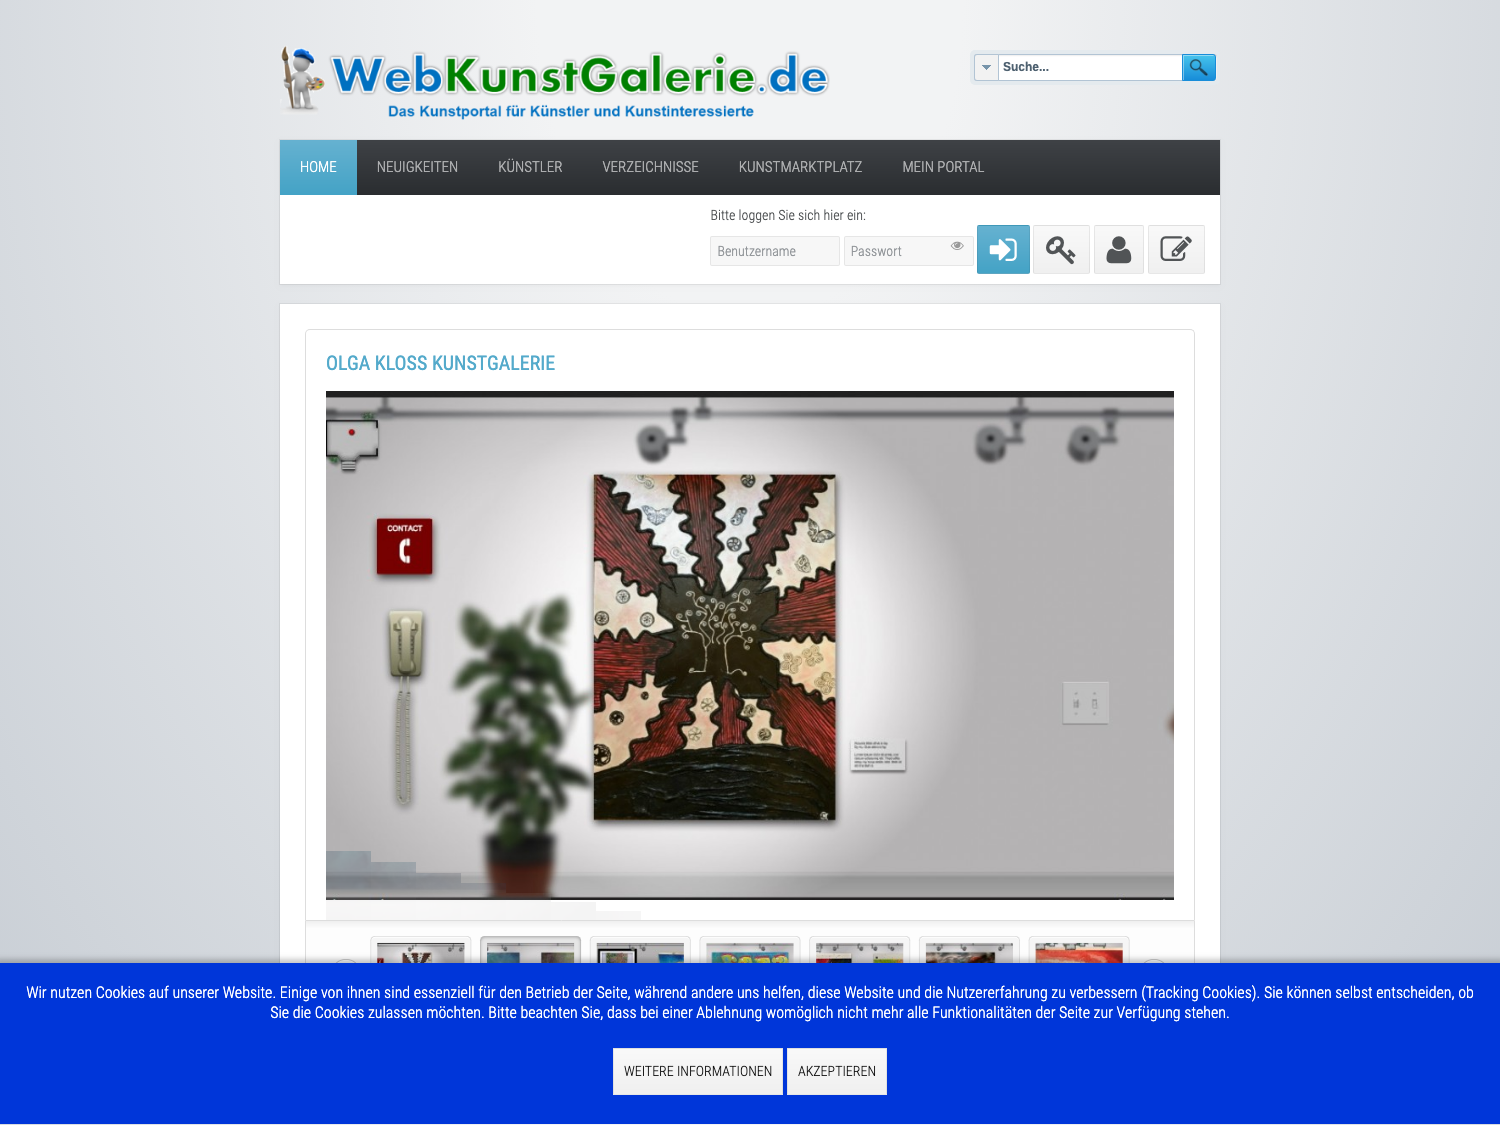 WebKunstGalerie.de
Das Kunstportal für Künstler und Kunstinteressierte
Suche...
HOME
NEUIGKEITEN
KÜNSTLER
VERZEICHNISSE
KUNSTMARKTPLATZ
MEIN PORTAL
Bitte loggen Sie sich hier ein:
Benutzername
Passwort
OLGA KLOSS KUNSTGALERIE
CONTACT
Wir nutzen Cookies auf unserer Website. Einige von ihnen sind essenziell für den Betrieb der Seite, während andere uns helfen, diese Website und die Nutzererfahrung zu verbessern (Tracking Cookies). Sie können selbst entscheiden, ob
Sie die Cookies zulassen möchten. Bitte beachten Sie, dass bei einer Ablehnung womöglich nicht mehr alle Funktionalitäten der Seite zur Verfügung stehen.
WEITERE INFORMATIONEN
AKZEPTIEREN